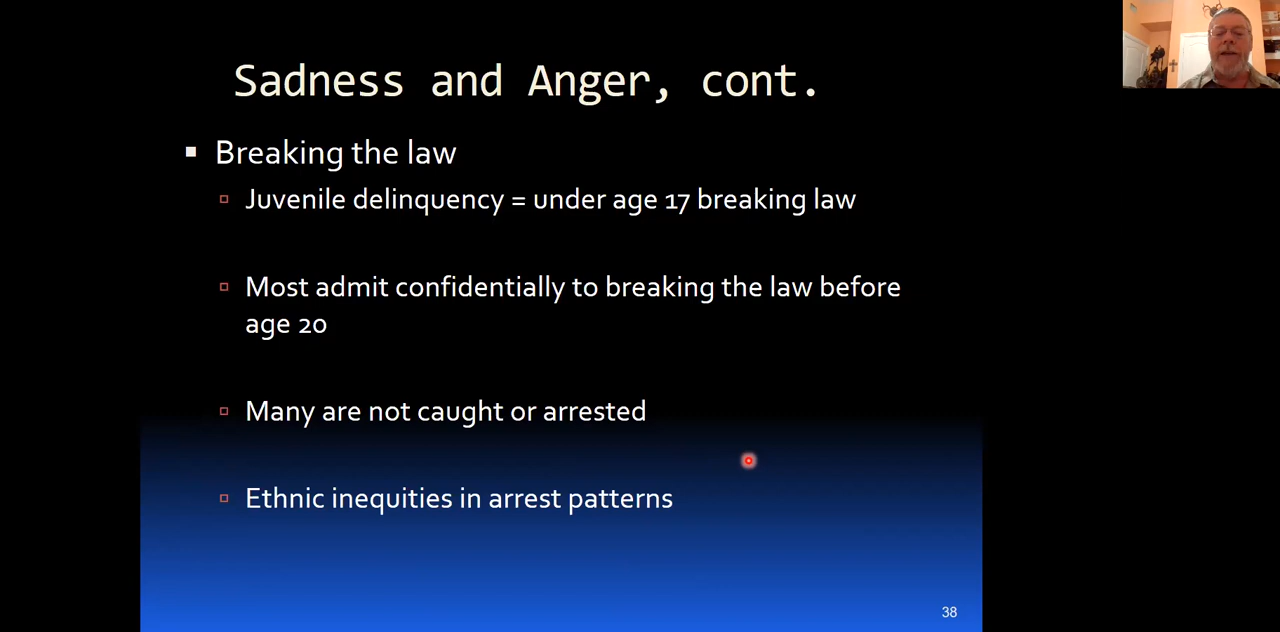 Sadness and Anger, cont.
▪ Breaking the law
▫ Juvenile delinquency = under age 17 breaking law
▫ Most admit confidentially to breaking the law before
age 20
▫ Many are not caught or arrested
▫ Ethnic inequities in arrest patterns
38